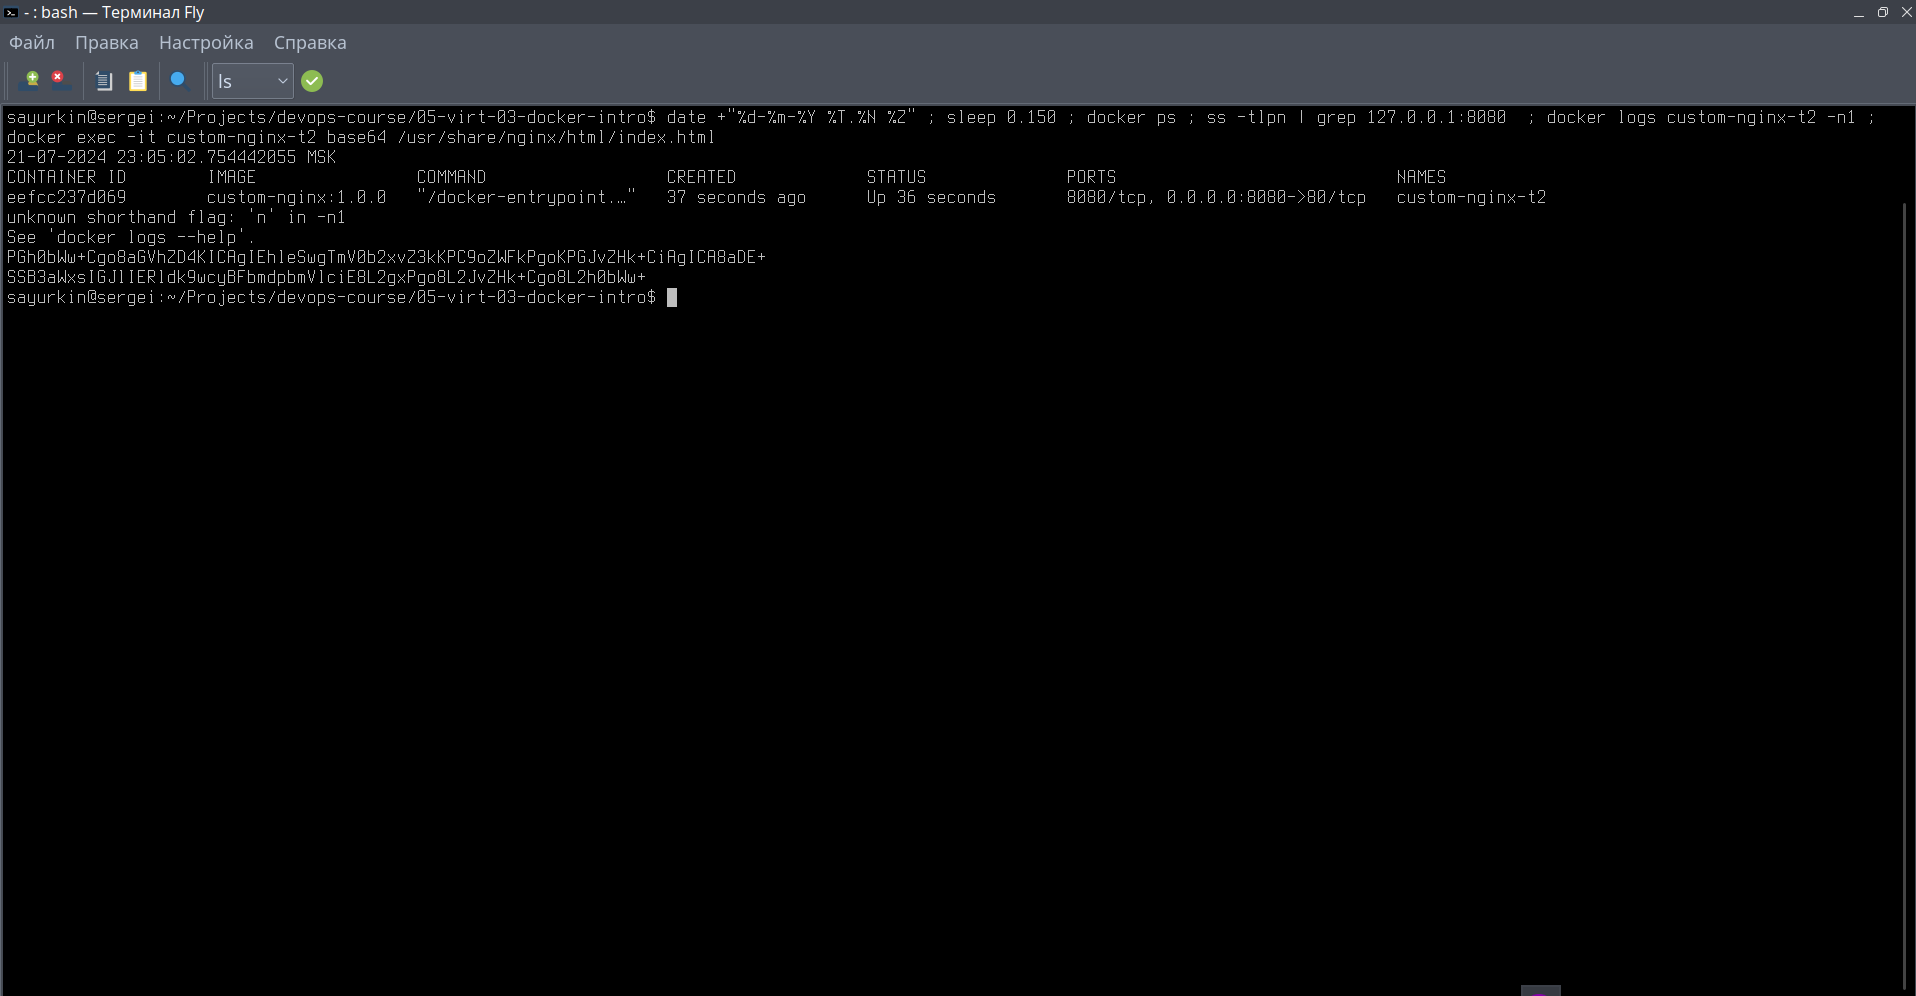 - : bash — Терминал Fly
Файл Правка Настройка Справка
ls
sayurkin@sergei:~/Projects/devops-course/05-virt-03-docker-intro$ date +"%d-%m-%Y %T.%N %Z" ; sleep 0.150 ; docker ps ; ss -tlpn | grep 127.0.0.1:8080  ; docker logs custom-nginx-t2 -n1 ;
docker exec -it custom-nginx-t2 base64 /usr/share/nginx/html/index.html
21-07-2024 23:05:02.754442055 MSK
CONTAINER ID        IMAGE                COMMAND                  CREATED             STATUS              PORTS                            NAMES
eefcc237d069        custom-nginx:1.0.0   "/docker-entrypoint.…"   37 seconds ago      Up 36 seconds       8080/tcp, 0.0.0.0:8080->80/tcp   custom-nginx-t2
unknown shorthand flag: 'n' in -n1
See 'docker logs --help'.
PGh0bWw+Cgo8aGVhZD4KICAgIEhleSwgTmV0b2xvZ3kKPC9oZWFkPgoKPGJvZHk+CiAgICA8aDE+
SSB3aWxsIGJlIERldk9wcyBFbmdpbmVlciE8L2gxPgo8L2JvZHk+Cgo8L2h0bWw+
sayurkin@sergei:~/Projects/devops-course/05-virt-03-docker-intro$